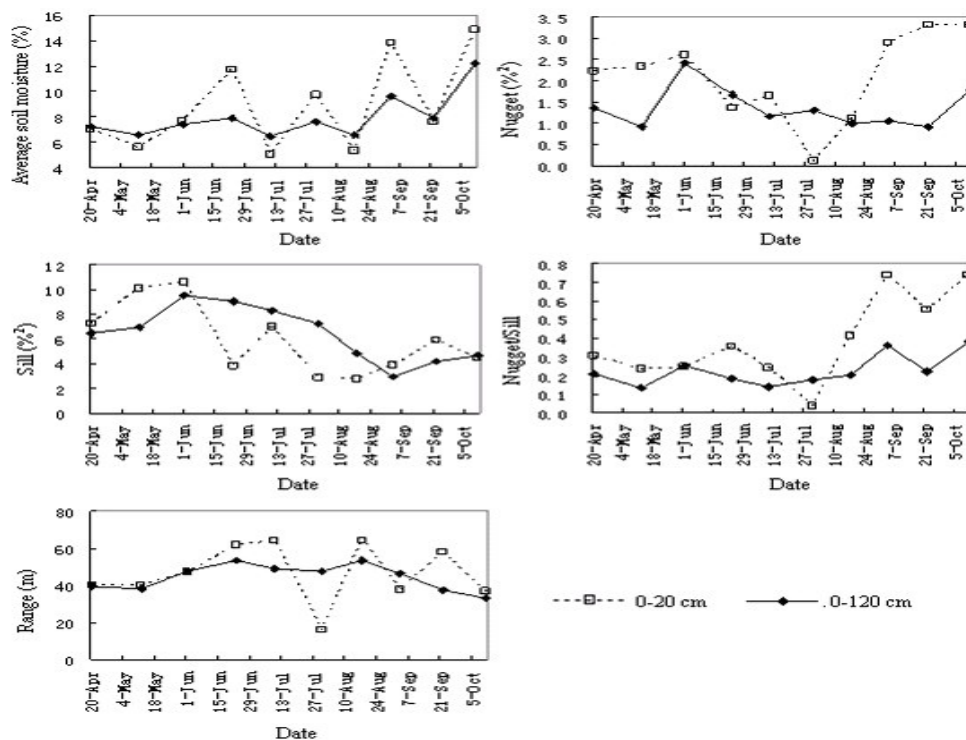 Average soil moisture (%)
16
14
12
10
8
6
4
20-Apr
4-May
18-May
1-Jun
15-Jun
29-Jun
13-Jul
27-Jul
10-Aug
24-Aug
7-Sep
21-Sep
5-Oct
Date
Nugget (%²)
3.5
3.0
2.5
2.0
1.5
1.0
0.5
0.0
20-Apr
4-May
18-May
1-Jun
15-Jun
29-Jun
13-Jul
27-Jul
10-Aug
24-Aug
7-Sep
21-Sep
5-Oct
Date
Sill (%²)
12
10
8
6
4
2
0
20-Apr
4-May
18-May
1-Jun
15-Jun
29-Jun
13-Jul
27-Jul
10-Aug
24-Aug
7-Sep
21-Sep
5-Oct
Date
Nugget/Sill
0.8
0.7
0.6
0.5
0.4
0.3
0.2
0.1
0.0
20-Apr
4-May
18-May
1-Jun
15-Jun
29-Jun
13-Jul
27-Jul
10-Aug
24-Aug
7-Sep
21-Sep
5-Oct
Date
Range (m)
80
60
40
20
0
20-Apr
4-May
18-May
1-Jun
15-Jun
29-Jun
13-Jul
27-Jul
10-Aug
24-Aug
7-Sep
21-Sep
5-Oct
Date
0-20 cm
.0-120 cm